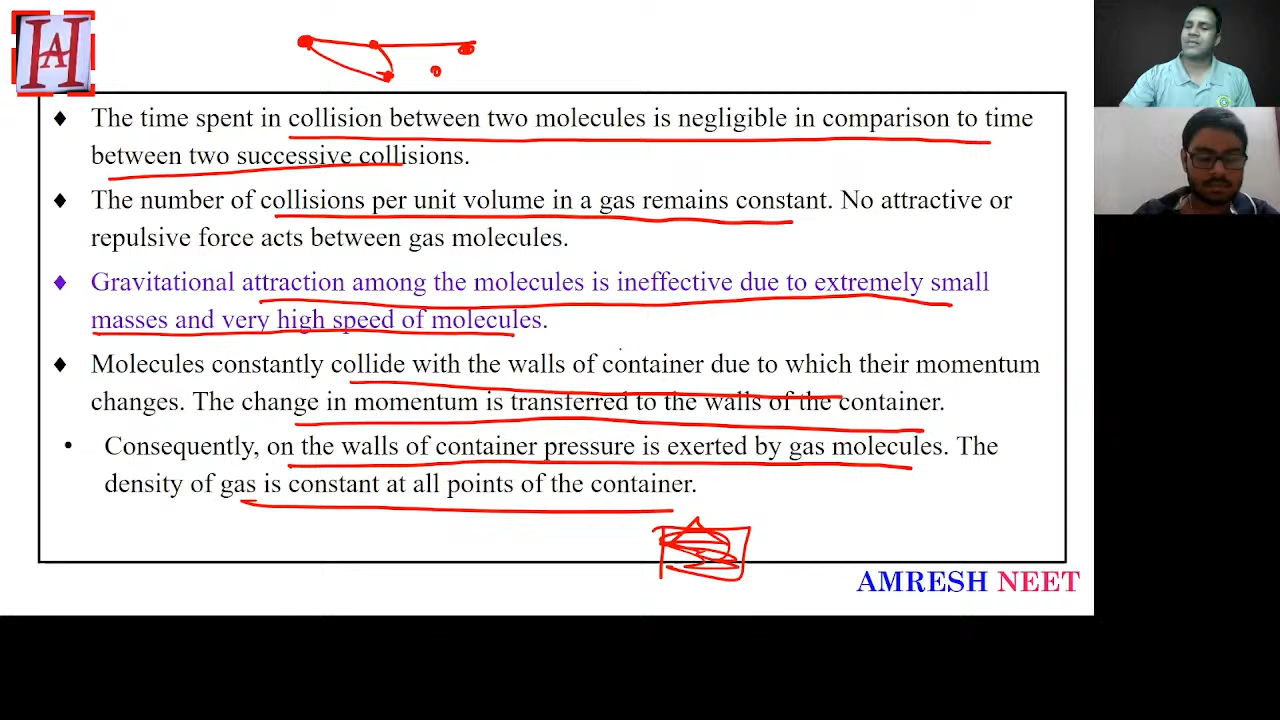 HA
The time spent in collision between two molecules is negligible in comparison to time
between two successive collisions.
The number of collisions per unit volume in a gas remains constant. No attractive or
repulsive force acts between gas molecules.
Gravitational attraction among the molecules is ineffective due to extremely small
masses and very high speed of molecules.
Molecules constantly collide with the walls of container due to which their momentum
changes. The change in momentum is transferred to the walls of the container.
Consequently, on the walls of container pressure is exerted by gas molecules. The
density of gas is constant at all points of the container.
AMRESH NEET